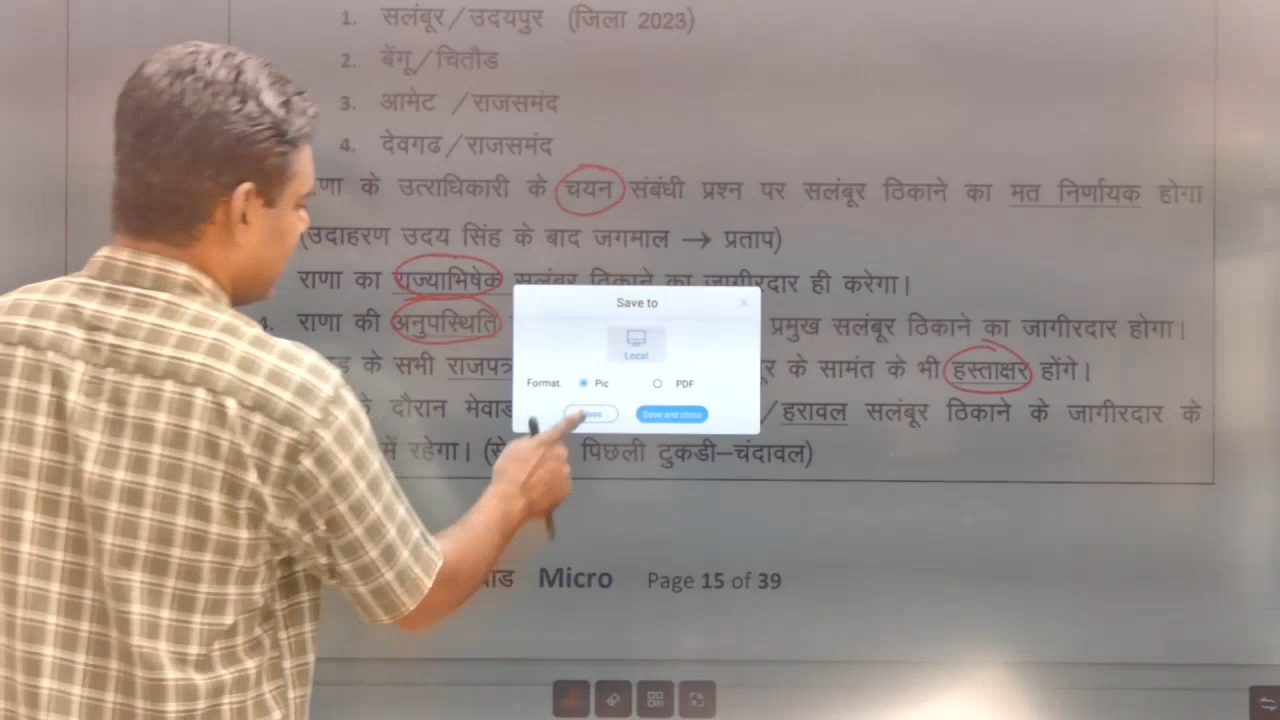 1. सलंबूर/उदयपुर (जिला 2023)
2. बेंगू/चितौड
3. आमेट /राजसमंद
4. देवगढ/राजसमंद
णा के उत्राधिकारी के चयन संबंधी प्रश्न पर सलंबूर ठिकाने का मत निर्णायक होगा
(उदाहरण उदय सिंह के बाद जगमाल → प्रताप)
राणा का राज्याभिषेक सलंबूर ठिकाने का जागीरदार ही करेगा।
4. राणा की अनुपस्थिति प्रमुख सलंबूर ठिकाने का जागीरदार होगा।
के सभी राजपत्र के सामंत के भी हस्ताक्षर होंगे।
के दौरान मेवाड /हरावल सलंबूर ठिकाने के जागीरदार के
में रहेगा। पिछली टुकडी–चंदावल)
Save to
Local
Format Pic PDF
Save and close
Micro Page 15 of 39